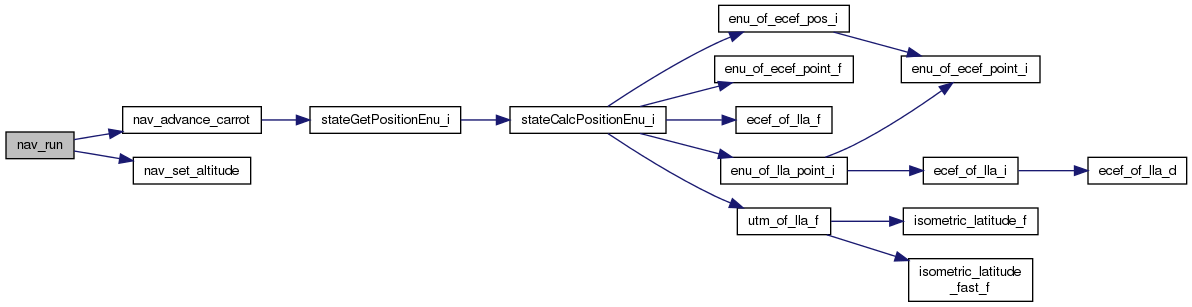 nav_run
nav_advance_carrot
nav_set_altitude
stateGetPositionEnu_i
stateCalcPositionEnu_i
enu_of_ecef_pos_i
enu_of_ecef_point_f
ecef_of_lla_f
enu_of_lla_point_i
utm_of_lla_f
enu_of_ecef_point_i
ecef_of_lla_i
isometric_latitude_f
isometric_latitude
_fast_f
ecef_of_lla_d